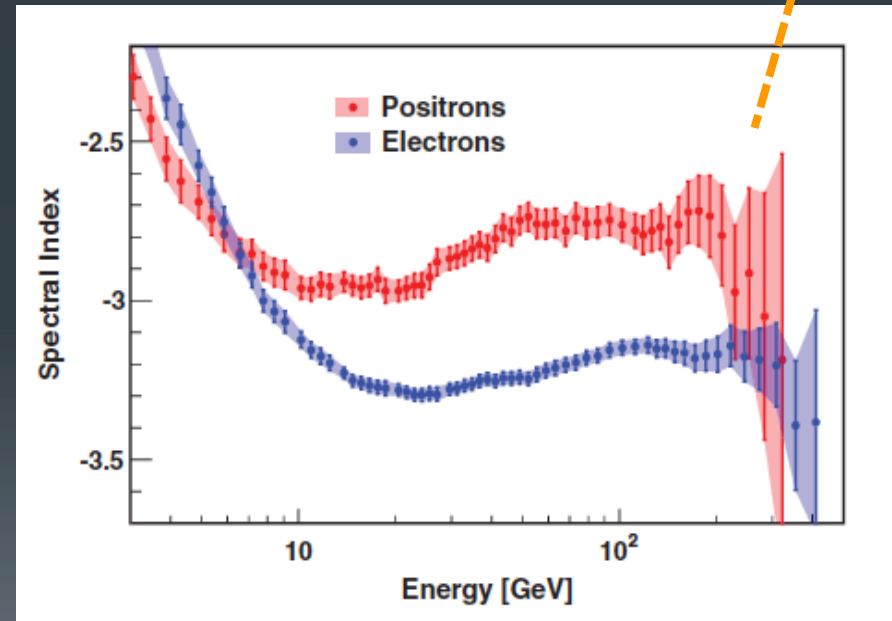 Positrons
Electrons
-2.5
-3
-3.5
Spectral Index
10
10²
Energy [GeV]